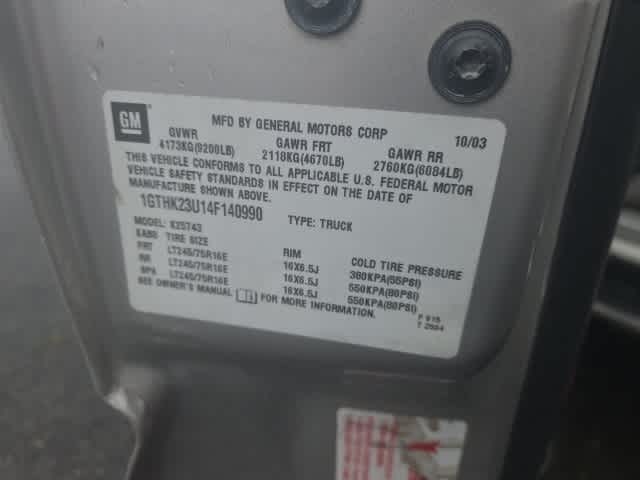 GM
MFD BY GENERAL MOTORS CORP
10/03
GVWR GAWR FRT GAWR RR
4173KG(9200LB) 2118KG(4670LB) 2760KG(6084LB)
THIS VEHICLE CONFORMS TO ALL APPLICABLE U.S. FEDERAL MOTOR
VEHICLE SAFETY STANDARDS IN EFFECT ON THE DATE OF
MANUFACTURE SHOWN ABOVE.
1GTHK23U14F140990 TYPE: TRUCK
MODEL: K25743
TIRE SIZE RIM COLD TIRE PRESSURE
FRT LT245/75R16E 16X6.5J 380KPA(55PSI)
RR LT245/75R16E 16X6.5J 550KPA(80PSI)
SPA LT245/75R16E 16X6.5J 550KPA(80PSI)
SEE OWNER'S MANUAL FOR MORE INFORMATION.